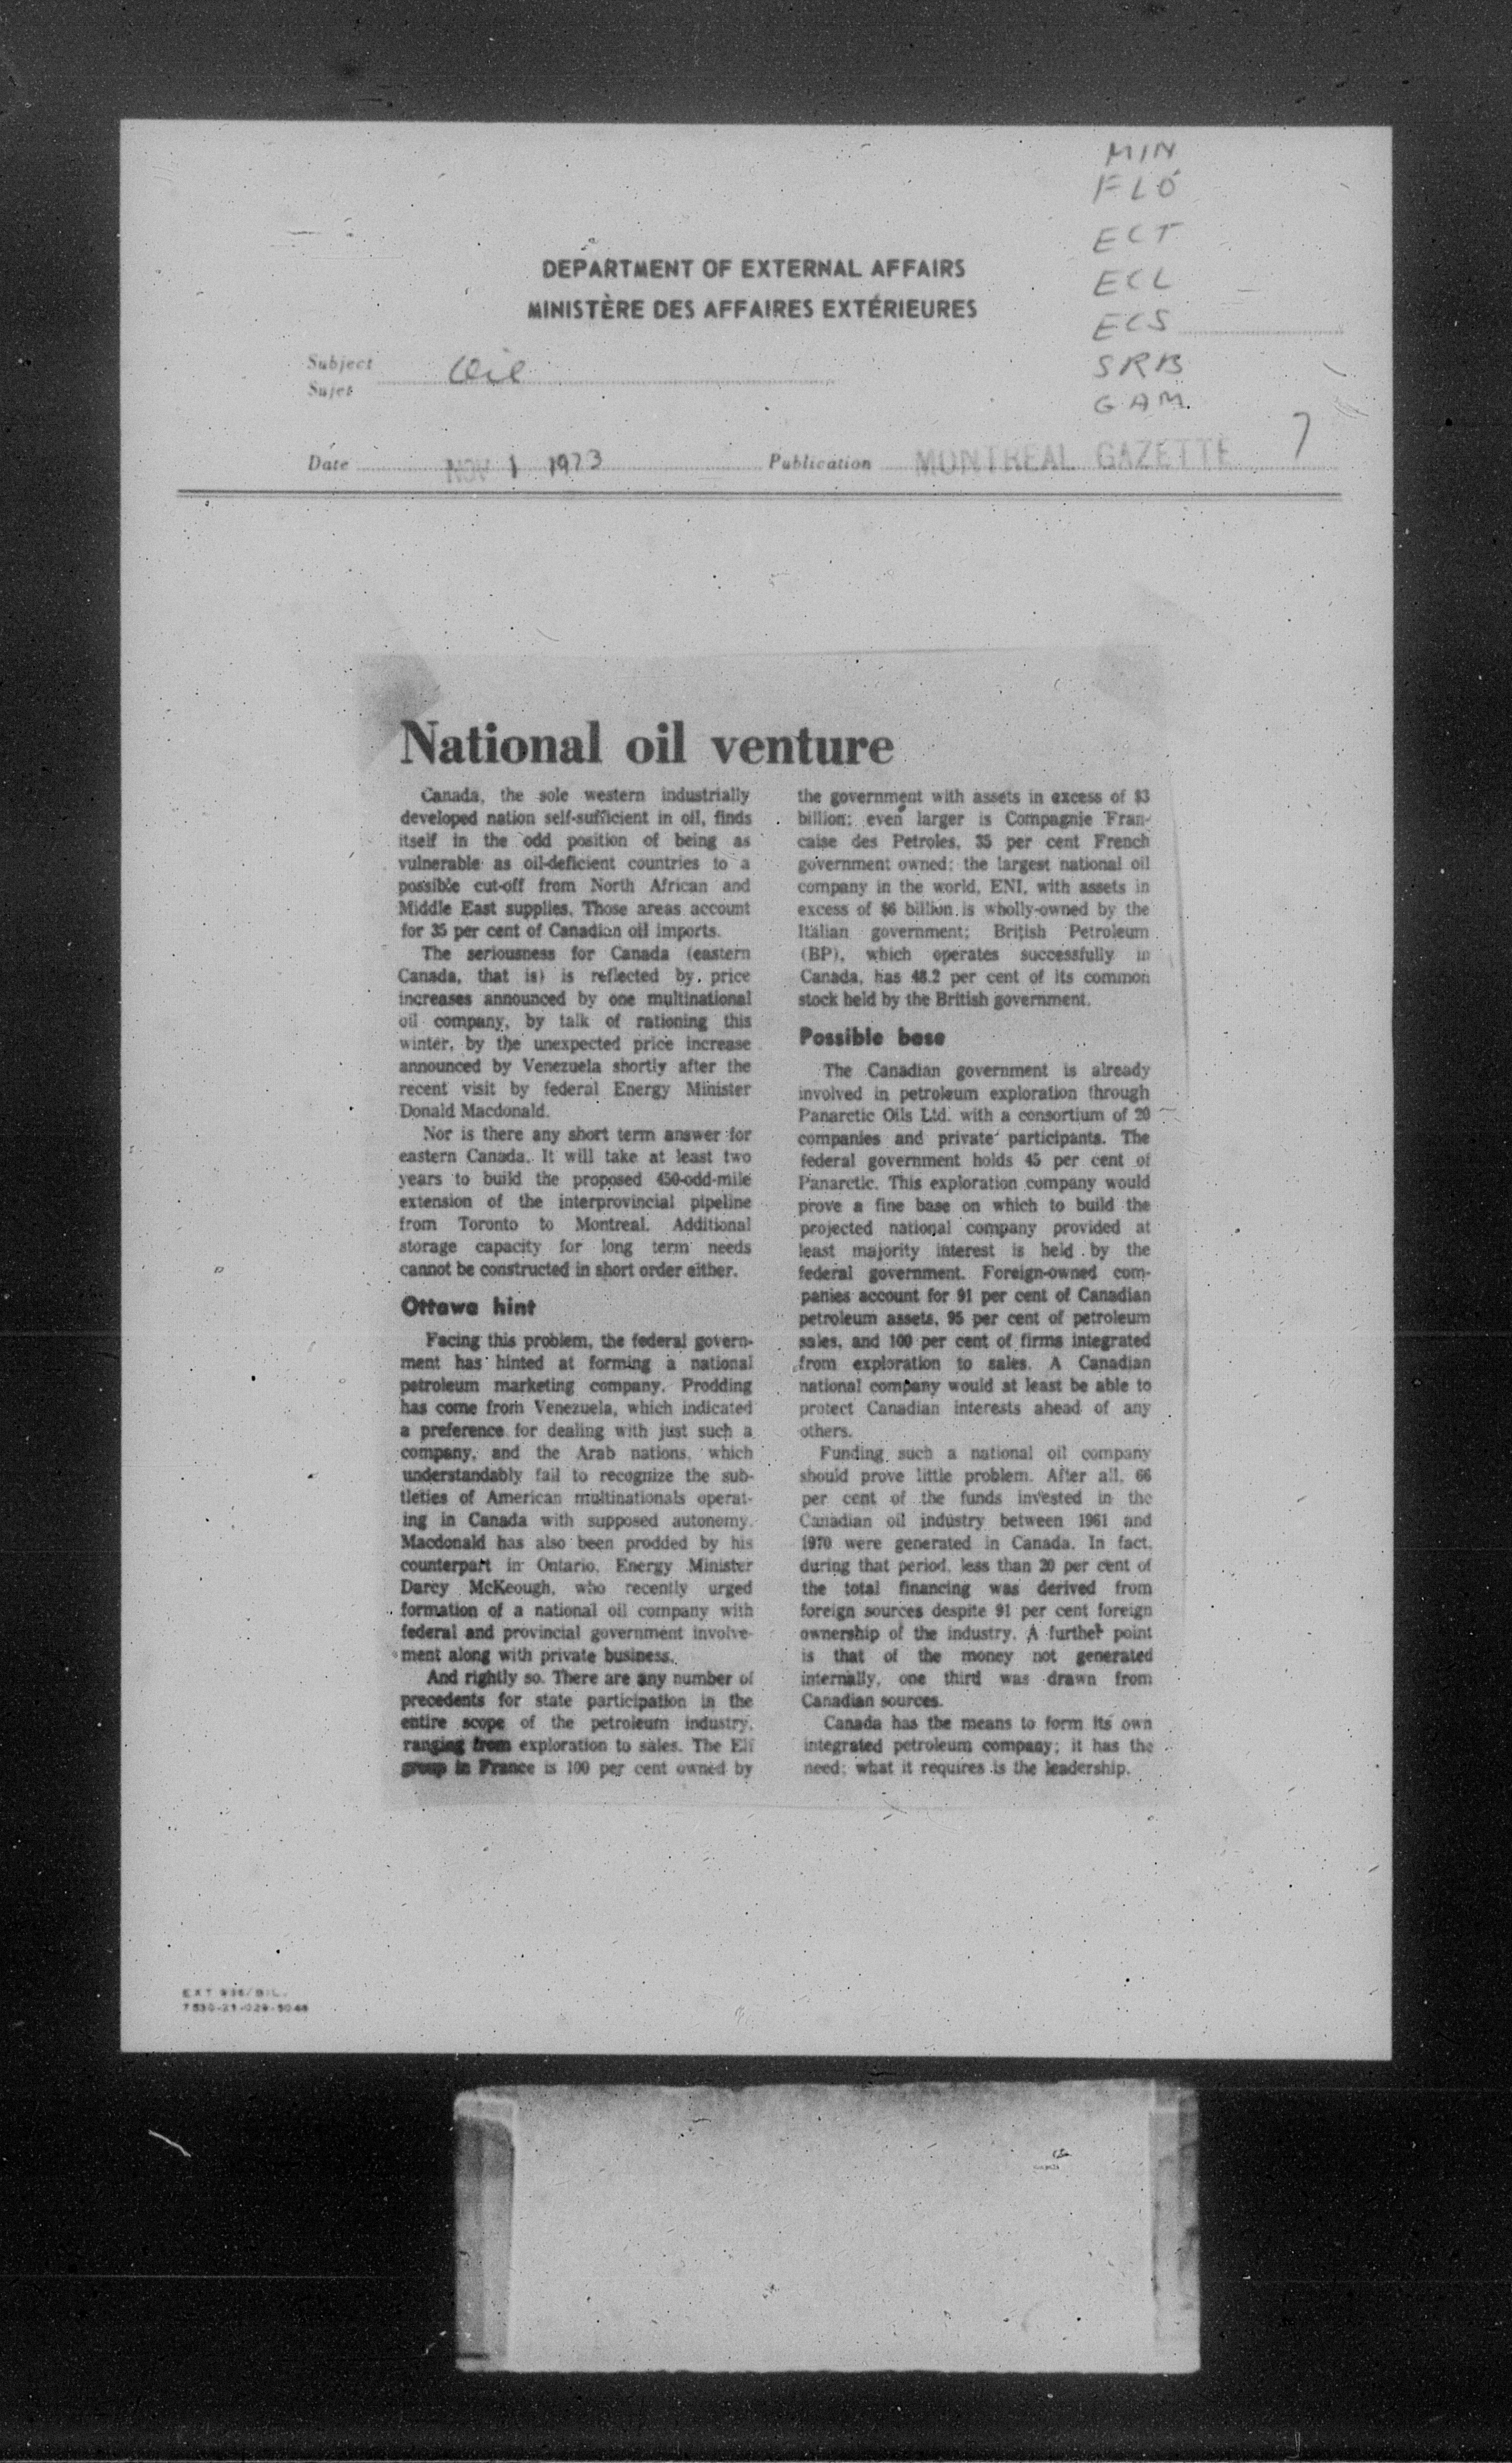 MIN
FLO
ECT
ECL
ECS
SRB
GAM
DEPARTMENT OF EXTERNAL AFFAIRS
MINISTÈRE DES AFFAIRES EXTÉRIEURES
Subject
Sujet
Oil
Date NOV 1 1973 Publication MONTREAL GAZETTE 7
National oil venture
Canada, the sole western industrially
developed nation self-sufficient in oil, finds
itself in the odd position of being as
vulnerable as oil-deficient countries to a
possible cut-off from North African and
Middle East supplies. Those areas account
for 35 per cent of Canadian oil imports.
The seriousness for Canada (eastern
Canada, that is) is reflected by price
increases announced by one multinational
oil company, by talk of rationing this
winter, by the unexpected price increase
announced by Venezuela shortly after the
recent visit by federal Energy Minister
Donald Macdonald.
Nor is there any short term answer for
eastern Canada. It will take at least two
years to build the proposed 450-odd-mile
extension of the interprovincial pipeline
from Toronto to Montreal. Additional
storage capacity for long term needs
cannot be constructed in short order either.
Ottawa hint
Facing this problem, the federal govern-
ment has hinted at forming a national
petroleum marketing company. Prodding
has come from Venezuela, which indicated
a preference for dealing with just such a
company, and the Arab nations, which
understandably fail to recognize the sub-
tleties of American multinationals operat-
ing in Canada with supposed autonomy.
Macdonald has also been prodded by his
counterpart in Ontario, Energy Minister
Darcy McKeough, who recently urged
formation of a national oil company with
federal and provincial government involve-
ment along with private business.
And rightly so. There are any number of
precedents for state participation in the
entire scope of the petroleum industry,
ranging from exploration to sales. The Elf
group in France is 100 per cent owned by
the government with assets in excess of $3
billion; even larger is Compagnie Fran-
caise des Petroles, 35 per cent French
government owned; the largest national oil
company in the world, ENI, with assets in
excess of $6 billion is wholly-owned by the
Italian government; British Petroleum
(BP), which operates successfully in
Canada, has 48.2 per cent of its common
stock held by the British government.
Possible base
The Canadian government is already
involved in petroleum exploration through
Panarctic Oils Ltd. with a consortium of 20
companies and private participants. The
federal government holds 45 per cent of
Panarctic. This exploration company would
prove a fine base on which to build the
projected national company provided at
least majority interest is held by the
federal government. Foreign-owned com-
panies account for 91 per cent of Canadian
petroleum assets, 95 per cent of petroleum
sales, and 100 per cent of firms integrated
from exploration to sales. A Canadian
national company would at least be able to
protect Canadian interests ahead of any
others.
Funding such a national oil company
should prove little problem. After all, 66
per cent of the funds invested in the
Canadian oil industry between 1961 and
1970 were generated in Canada. In fact,
during that period, less than 20 per cent of
the total financing was derived from
foreign sources despite 91 per cent foreign
ownership of the industry. A further point
is that of the money not generated
internally, one third was drawn from
Canadian sources.
Canada has the means to form its own
integrated petroleum company; it has the
need; what it requires is the leadership.
EXT
7530-21-029-5046